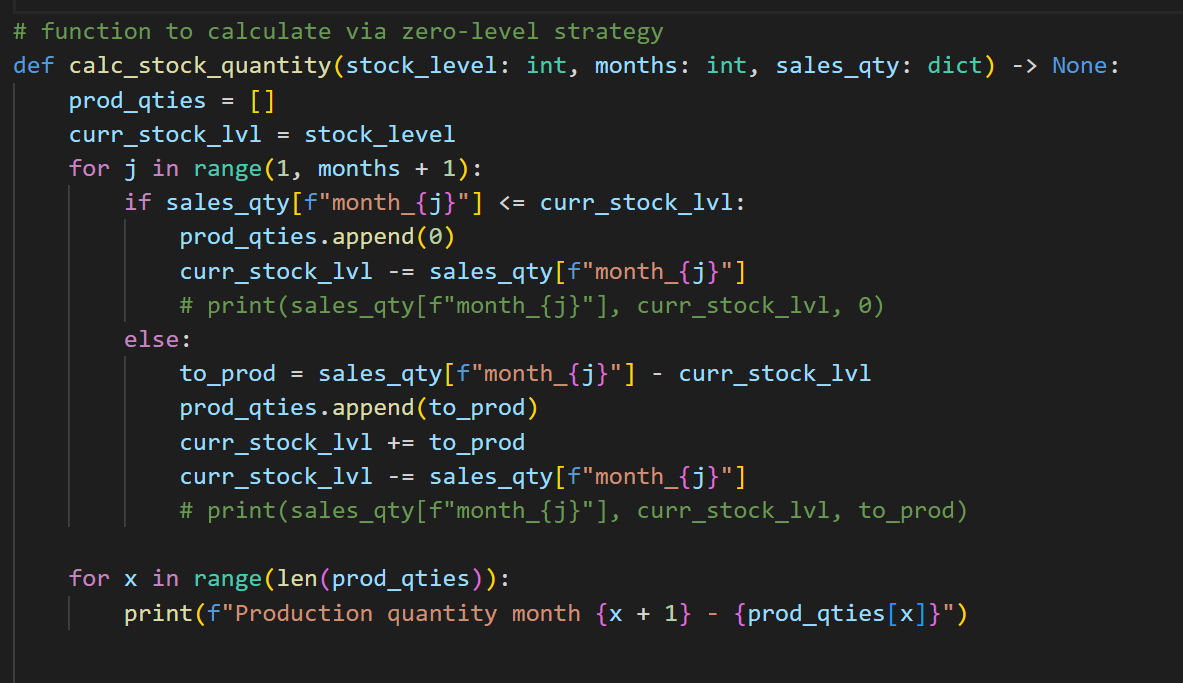 # function to calculate via zero-level strategy
def calc_stock_quantity(stock_level: int, months: int, sales_qty: dict) -> None:
    prod_qties = []
    curr_stock_lvl = stock_level
    for j in range(1, months + 1):
        if sales_qty[f"month_{j}"] <= curr_stock_lvl:
            prod_qties.append(0)
            curr_stock_lvl -= sales_qty[f"month_{j}"]
            # print(sales_qty[f"month_{j}"], curr_stock_lvl, 0)
        else:
            to_prod = sales_qty[f"month_{j}"] - curr_stock_lvl
            prod_qties.append(to_prod)
            curr_stock_lvl += to_prod
            curr_stock_lvl -= sales_qty[f"month_{j}"]
            # print(sales_qty[f"month_{j}"], curr_stock_lvl, to_prod)

    for x in range(len(prod_qties)):
        print(f"Production quantity month {x + 1} - {prod_qties[x]}")